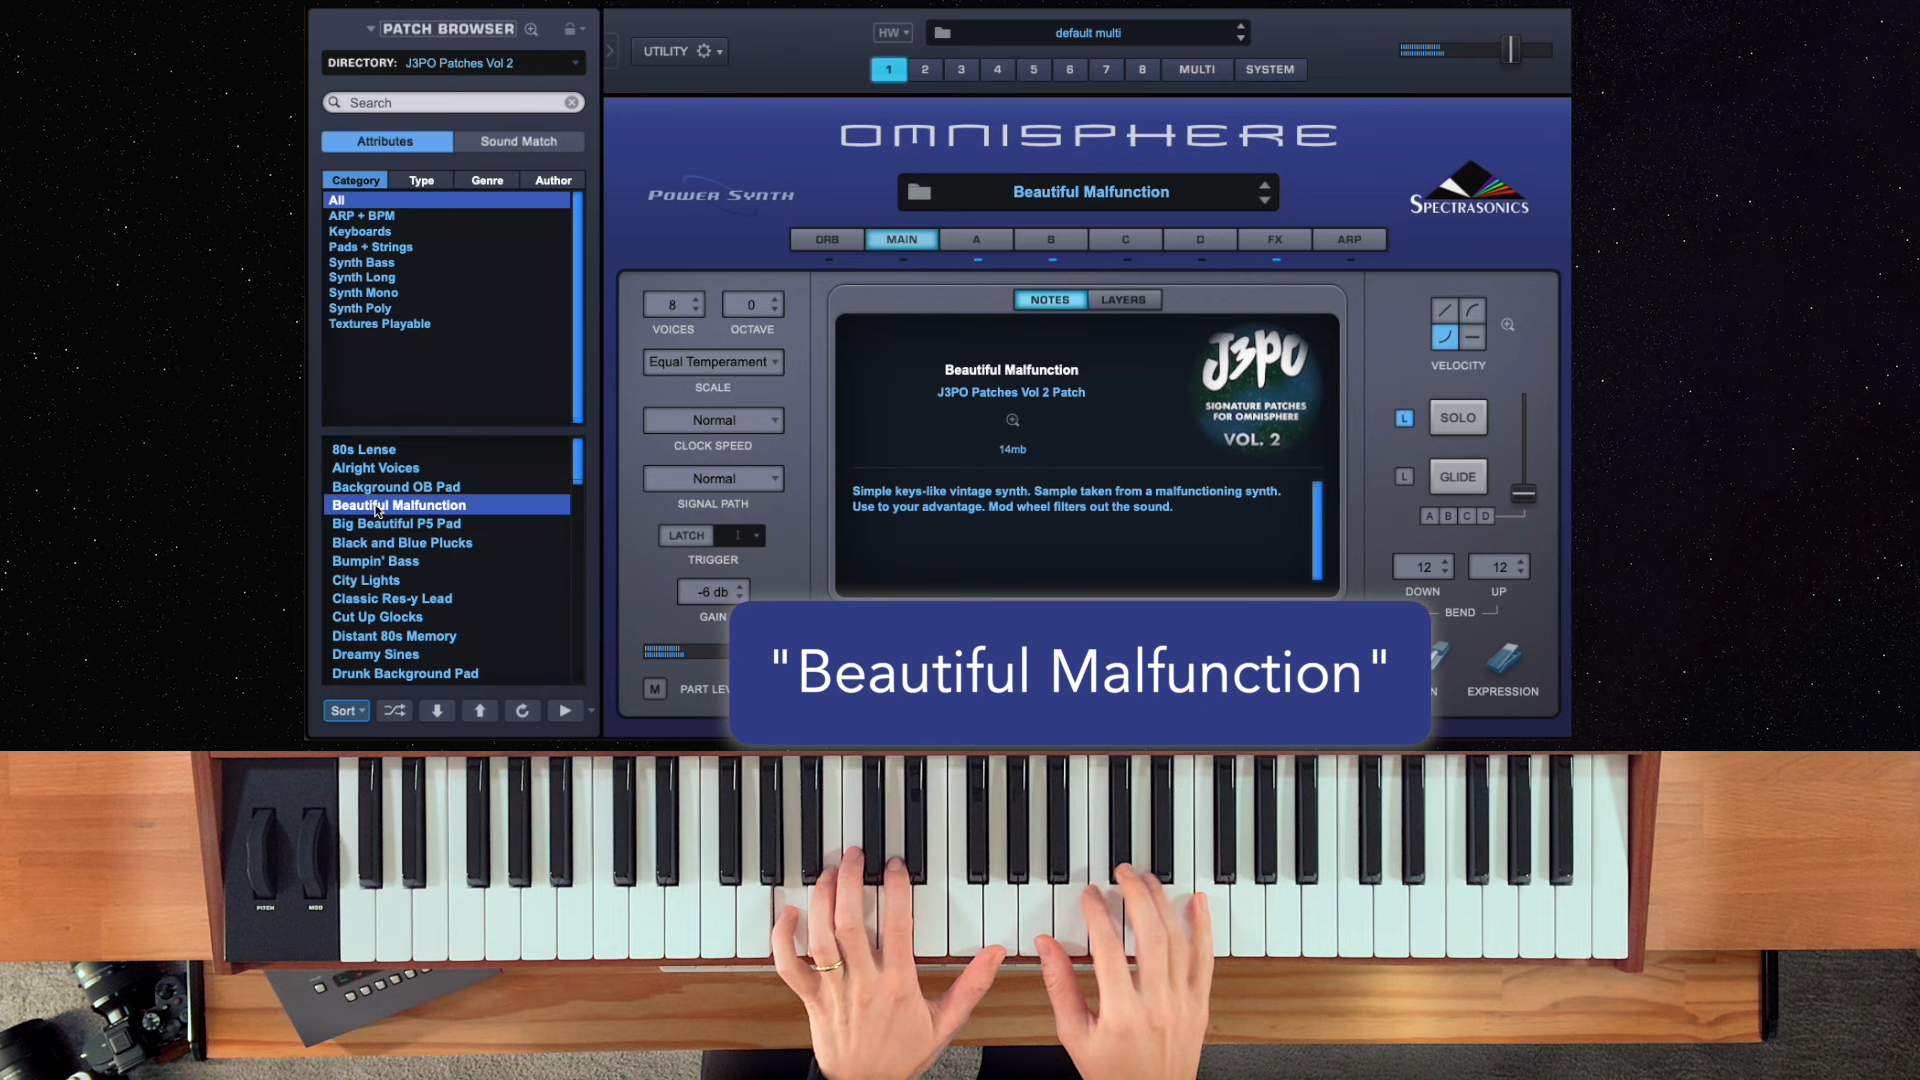 PATCH BROWSER
DIRECTORY: J3PO Patches Vol 2
Search
Attributes
Sound Match
Category
Type
Genre
Author
All
ARP + BPM
Keyboards
Pads + Strings
Synth Bass
Synth Long
Synth Mono
Synth Poly
Textures Playable
80s Lense
Alright Voices
Background OB Pad
Beautiful Malfunction
Big Beautiful P5 Pad
Black and Blue Plucks
Bumpin' Bass
City Lights
Classic Res-y Lead
Cut Up Glocks
Distant 80s Memory
Dreamy Sines
Drunk Background Pad
Sort
UTILITY
HW
default multi
1 2 3 4 5 6 7 8 MULTI SYSTEM
OMNISPHERE
POWER SYNTH
Beautiful Malfunction
SPECTRASONICS
ORB MAIN A B C D FX ARP
8
VOICES
0
OCTAVE
Equal Temperament
SCALE
Normal
CLOCK SPEED
Normal
SIGNAL PATH
LATCH
TRIGGER
-6 db
GAIN
M
PART LE
NOTES
LAYERS
Beautiful Malfunction
J3PO Patches Vol 2 Patch
14mb
J3PO
SIGNATURE PATCHES
FOR OMNISPHERE
VOL. 2
Simple keys-like vintage synth. Sample taken from a malfunctioning synth.
Use to your advantage. Mod wheel filters out the sound.
VELOCITY
L
SOLO
L
GLIDE
A B C D
12
DOWN
12
UP
BEND
N
EXPRESSION
"Beautiful Malfunction"
PITCH
MOD